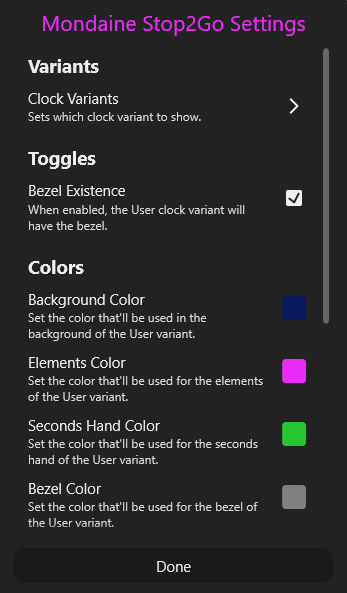 Mondaine Stop2Go Settings
Variants
Clock Variants
Sets which clock variant to show.
Toggles
Bezel Existence
When enabled, the User clock variant will
have the bezel.
Colors
Background Color
Set the color that'll be used in the
background of the User variant.
Elements Color
Set the color that'll be used for the elements
of the User variant.
Seconds Hand Color
Set the color that'll be used for the seconds
hand of the User variant.
Bezel Color
Set the color that'll be used for the bezel of
the User variant.
Done